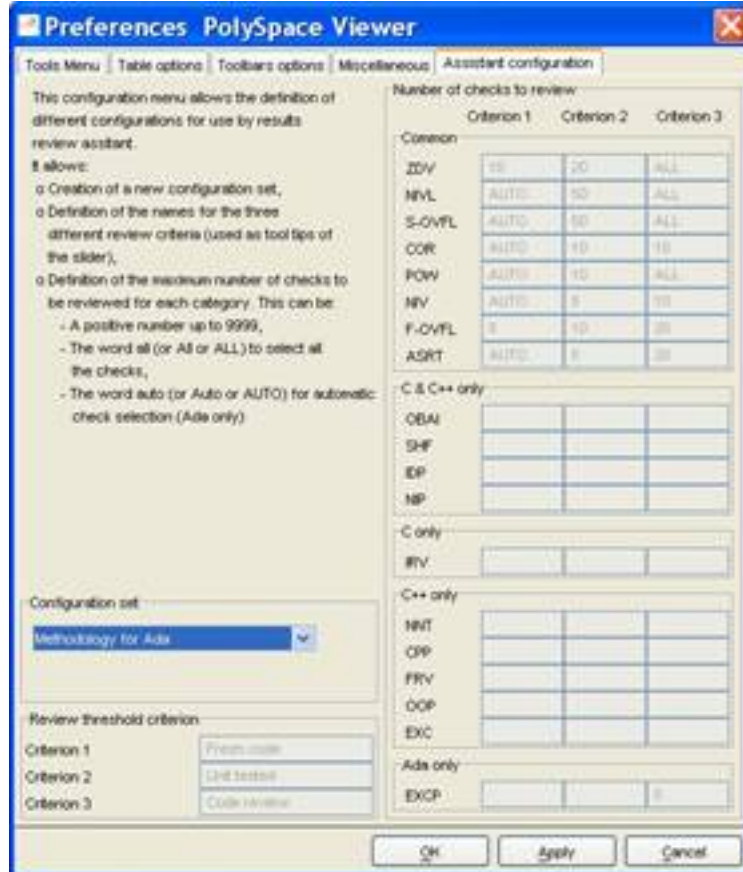 Preferences PolySpace Viewer
Tools Menu Table options Toolbars options Miscellaneous Assistant configuration
This configuration menu allows the definition of
different configurations for use by results
review assitant.
It allows:
o Creation of a new configuration set,
o Definition of the names for the three
different review criteria (used as tool tips of
the slider),
o Definition of the maximum number of checks to
be reviewed for each category. This can be:
- A positive number up to 9999,
- The word all (or All or ALL) to select all
the checks,
- The word auto (or Auto or AUTO) for automatic
check selection (Ada only)
Configuration set
Methodology for Ada
Review threshold criterion
Criterion 1 Fresh code
Criterion 2 Unit tested
Criterion 3 Code review
Number of checks to review
Criterion 1 Criterion 2 Criterion 3
Common
ZDV 20 ALL
NIVL AUTO 50 ALL
S-OVFL AUTO 50 ALL
COR AUTO 10 10
POW AUTO 10 ALL
NIV AUTO 10
F-OVFL 10 20
ASRT AUTO 20
C & C++ only
OBAI
SHF
IDP
NIP
C only
IRV
C++ only
NNT
CPP
FRV
OOP
EXC
Ada only
EXCP
OK Apply Cancel